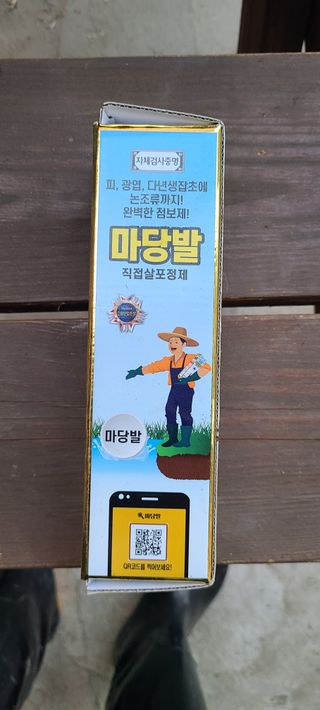 자체검사증명
피, 광엽, 다년생잡초에
논조류까지!
완벽한 점보제!
마당발
직접살포정제
마당발
마당발
QR코드를 찍어보세요!